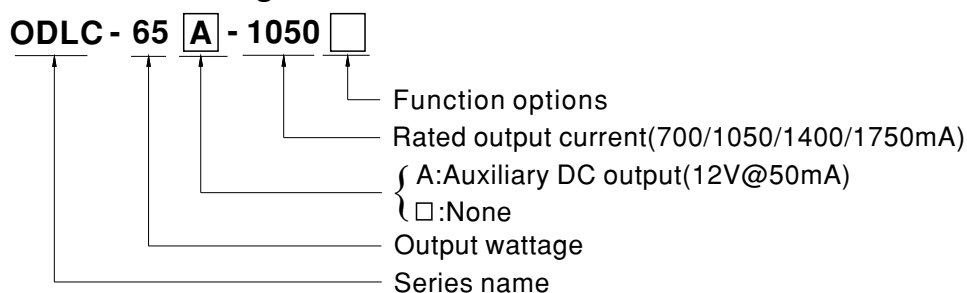 ODLC - 65 A - 1050 □
Function options
Rated output current(700/1050/1400/1750mA)
A:Auxiliary DC output(12V@50mA)
□:None
Output wattage
Series name